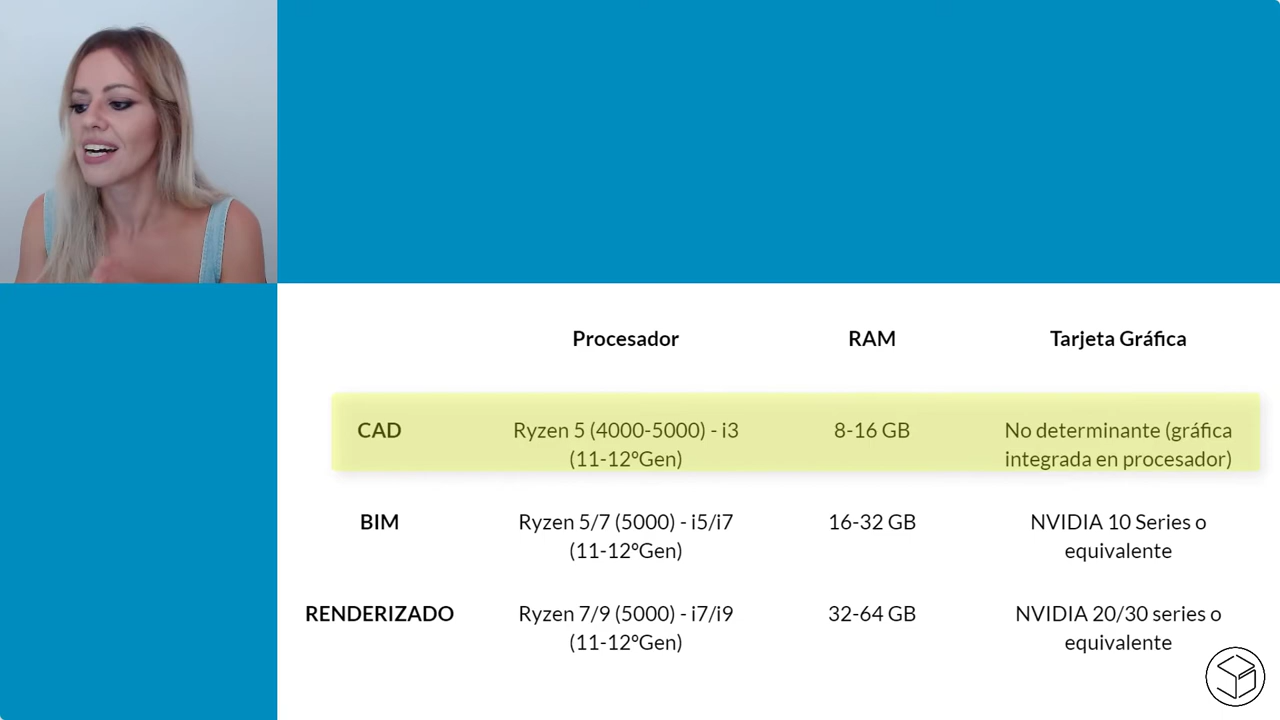 Procesador RAM Tarjeta Gráfica
CAD Ryzen 5 (4000-5000) - i3 8-16 GB No determinante (gráfica
(11-12ºGen) integrada en procesador)
BIM Ryzen 5/7 (5000) - i5/i7 16-32 GB NVIDIA 10 Series o
(11-12ºGen) equivalente
RENDERIZADO Ryzen 7/9 (5000) - i7/i9 32-64 GB NVIDIA 20/30 series o
(11-12ºGen) equivalente